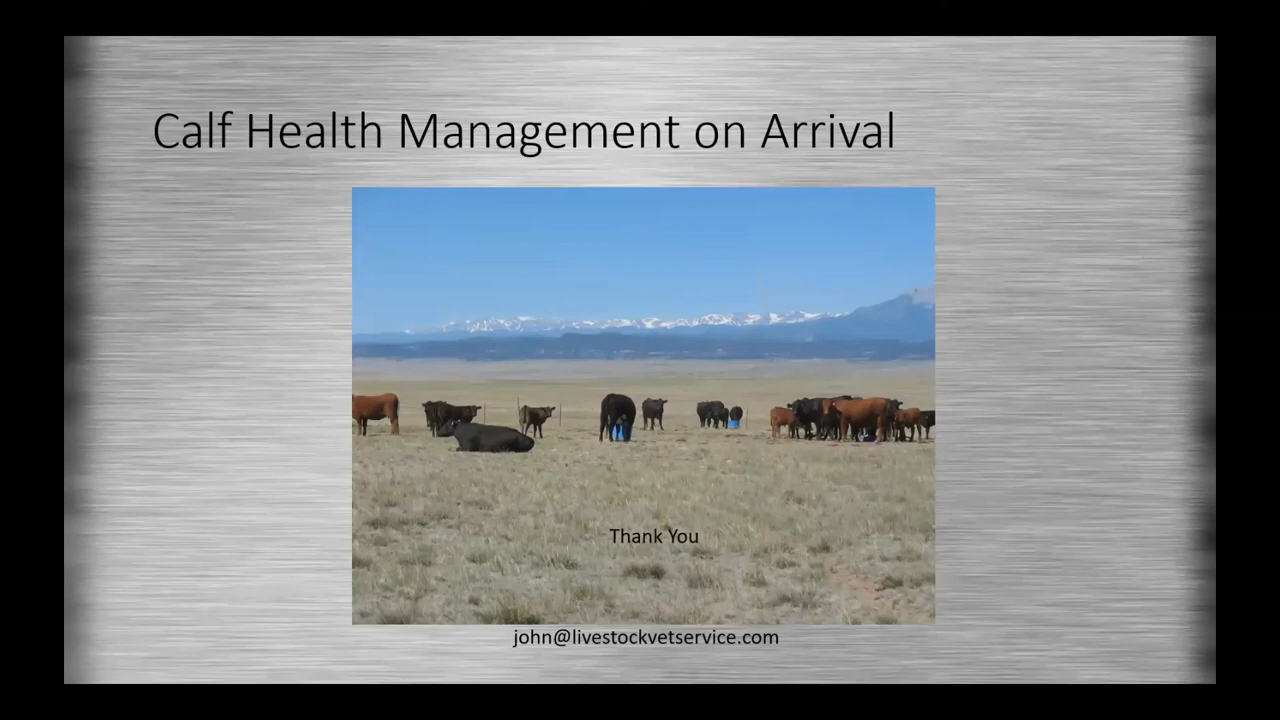 Calf Health Management on Arrival
Thank You
john@livestockvetservice.com